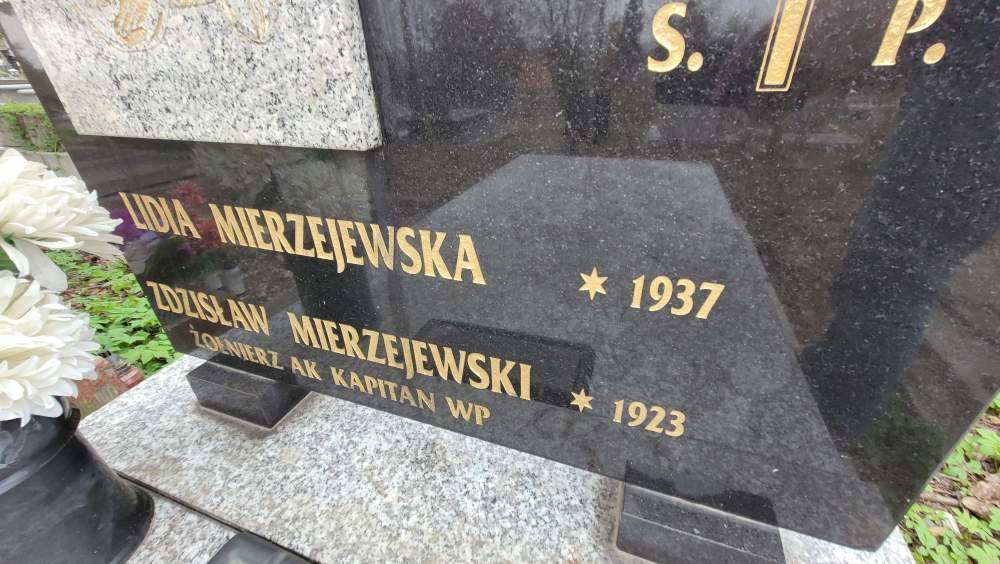 S. P.
LIDIA MIERZEJEWSKA * 1937
ZDZISŁAW MIERZEJEWSKI * 1923
ŻOŁNIERZ AK KAPITAN WP